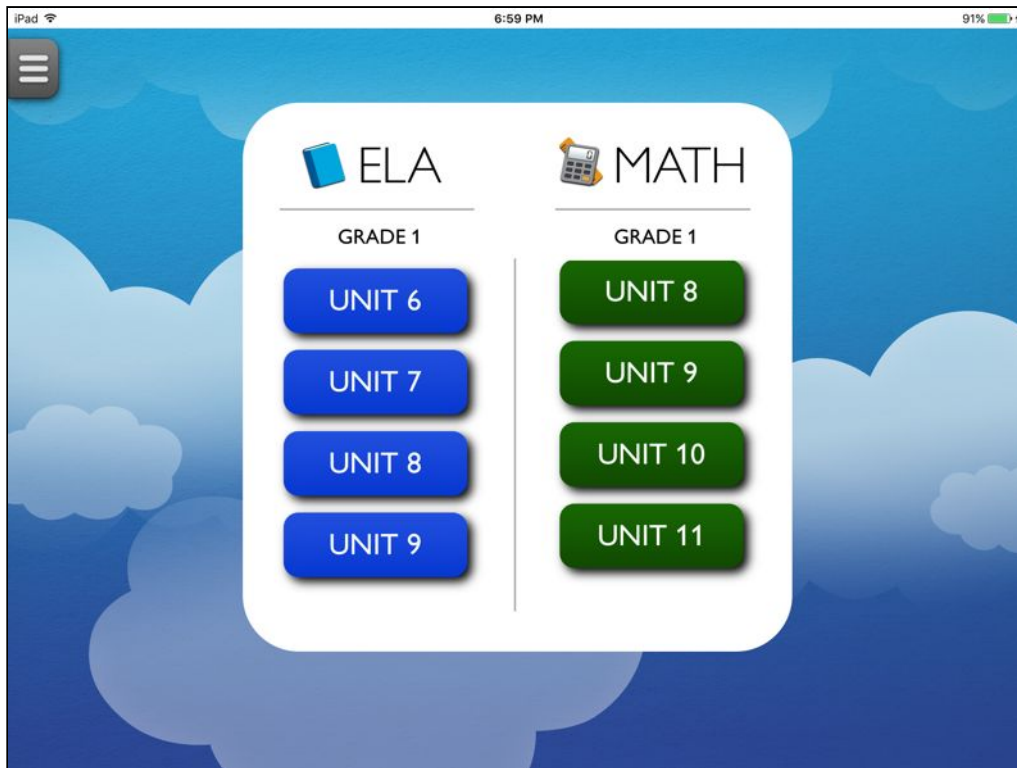 iPad 6:59 PM 91%
ELA
GRADE 1
UNIT 6
UNIT 7
UNIT 8
UNIT 9
MATH
GRADE 1
UNIT 8
UNIT 9
UNIT 10
UNIT 11